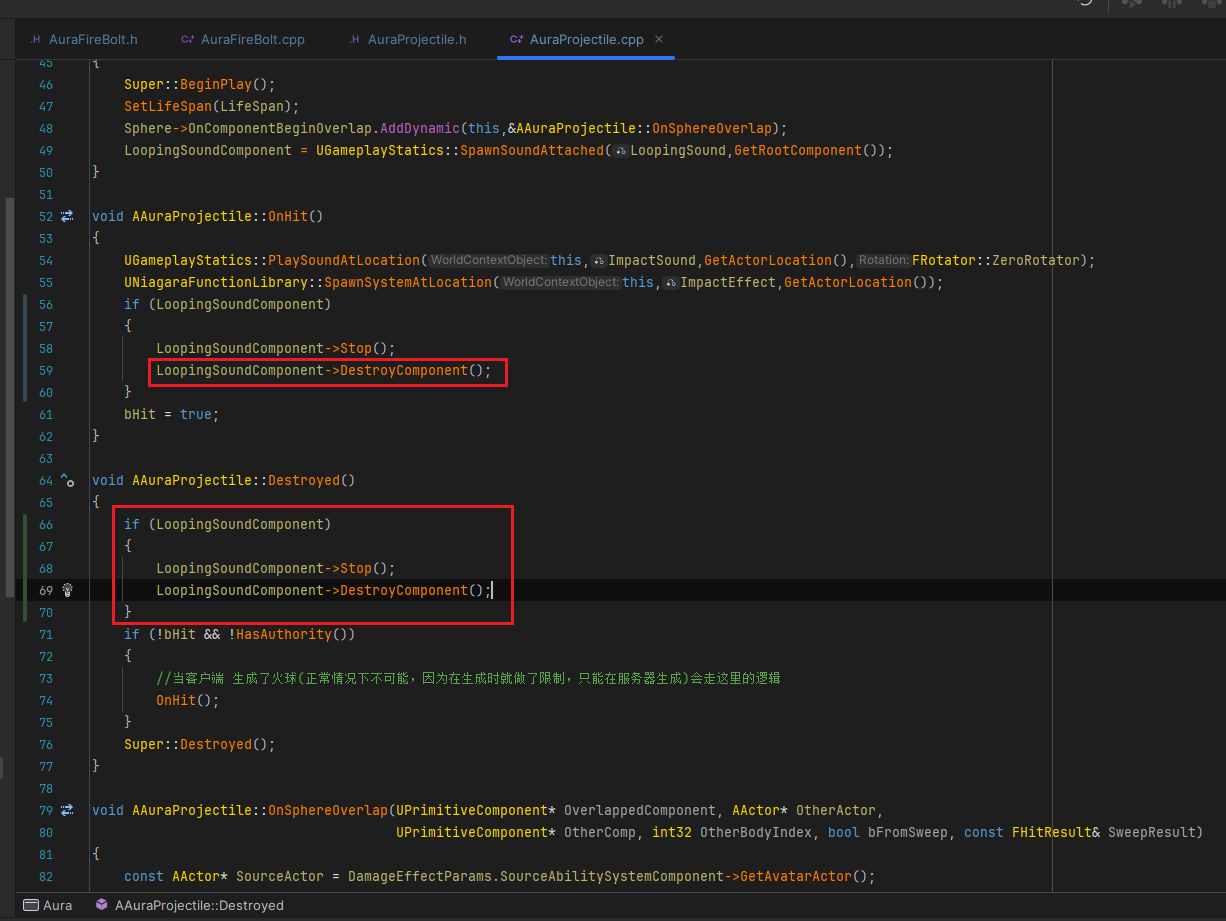 AuraFireBolt.h
AuraFireBolt.cpp
AuraProjectile.h
AuraProjectile.cpp
45 {
46 Super::BeginPlay();
47 SetLifeSpan(LifeSpan);
48 Sphere->OnComponentBeginOverlap.AddDynamic(this,&AAuraProjectile::OnSphereOverlap);
49 LoopingSoundComponent = UGameplayStatics::SpawnSoundAttached(LoopingSound,GetRootComponent());
50 }
51
52 void AAuraProjectile::OnHit()
53 {
54 UGameplayStatics::PlaySoundAtLocation(WorldContextObject:this,ImpactSound,GetActorLocation(),Rotation:FRotator::ZeroRotator);
55 UNiagaraFunctionLibrary::SpawnSystemAtLocation(WorldContextObject:this,ImpactEffect,GetActorLocation());
56 if (LoopingSoundComponent)
57 {
58 LoopingSoundComponent->Stop();
59 LoopingSoundComponent->DestroyComponent();
60 }
61 bHit = true;
62 }
63
64 void AAuraProjectile::Destroyed()
65 {
66 if (LoopingSoundComponent)
67 {
68 LoopingSoundComponent->Stop();
69 LoopingSoundComponent->DestroyComponent();
70 }
71 if (!bHit && !HasAuthority())
72 {
73 //当客户端 生成了火球(正常情况下不可能，因为在生成时就做了限制，只能在服务器生成)会走这里的逻辑
74 OnHit();
75 }
76 Super::Destroyed();
77 }
78
79 void AAuraProjectile::OnSphereOverlap(UPrimitiveComponent* OverlappedComponent, AActor* OtherActor,
80 UPrimitiveComponent* OtherComp, int32 OtherBodyIndex, bool bFromSweep, const FHitResult& SweepResult)
81 {
82 const AActor* SourceActor = DamageEffectParams.SourceAbilitySystemComponent->GetAvatarActor();
Aura
AAuraProjectile::Destroyed